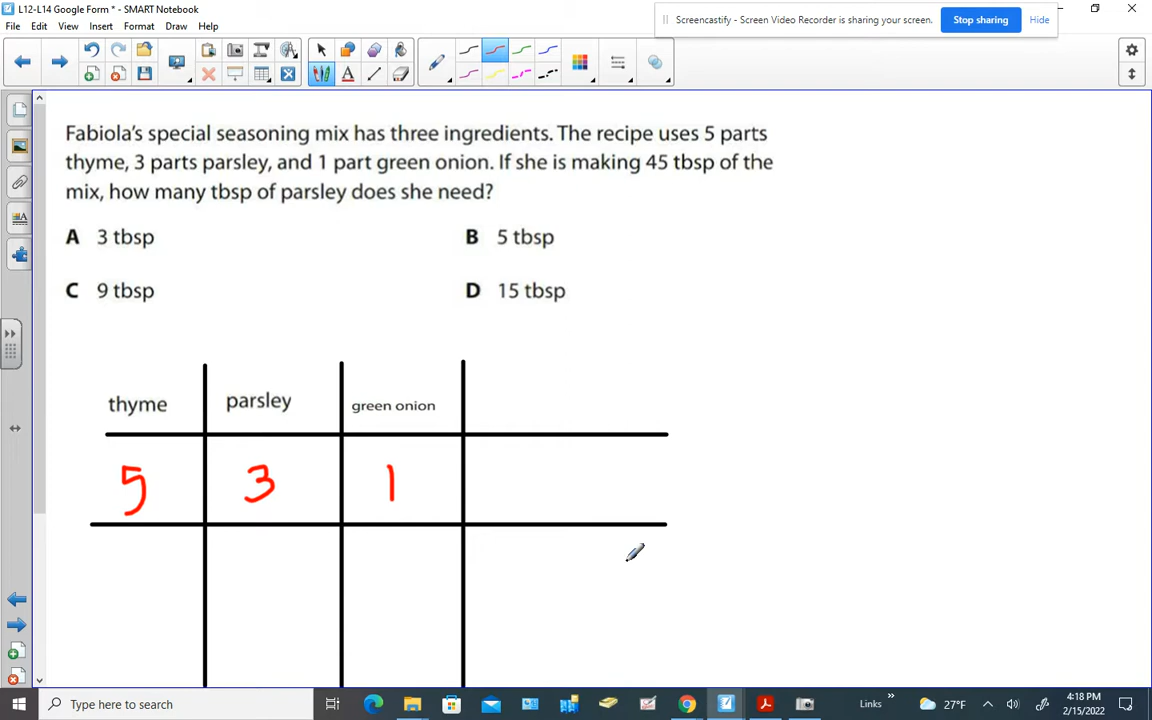 L12-L14 Google Form * - SMART Notebook
File Edit View Insert Format Draw Help
Screencastify - Screen Video Recorder is sharing your screen. Stop sharing Hide
Fabiola's special seasoning mix has three ingredients. The recipe uses 5 parts
thyme, 3 parts parsley, and 1 part green onion. If she is making 45 tbsp of the
mix, how many tbsp of parsley does she need?
A 3 tbsp B 5 tbsp
C 9 tbsp D 15 tbsp
thyme parsley green onion
5 3 1
Type here to search
Links
27°F
4:18 PM
2/15/2022